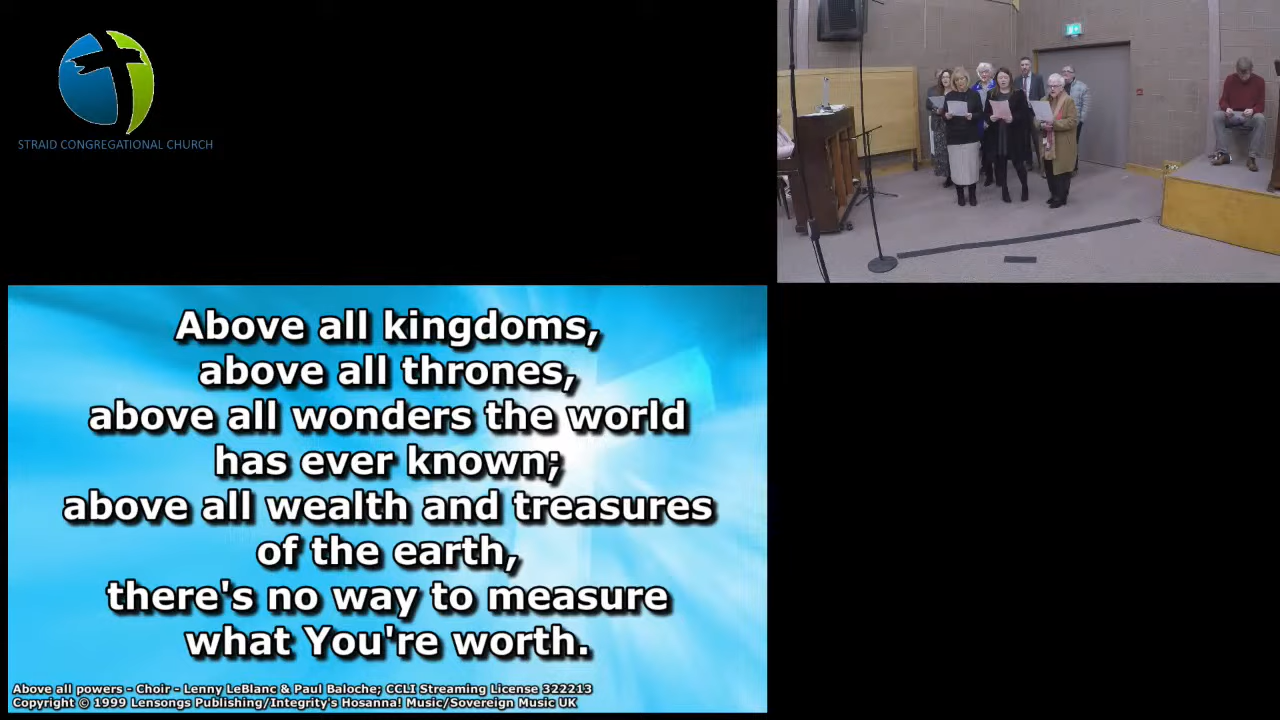 STRAID CONGREGATIONAL CHURCH
Above all kingdoms,
above all thrones,
above all wonders the world
has ever known;
above all wealth and treasures
of the earth,
there's no way to measure
what You're worth.
Above all powers - Choir - Lenny LeBlanc & Paul Baloche; CCLI Streaming License 322213
Copyright © 1999 Lensongs Publishing/Integrity's Hosanna! Music/Sovereign Music UK